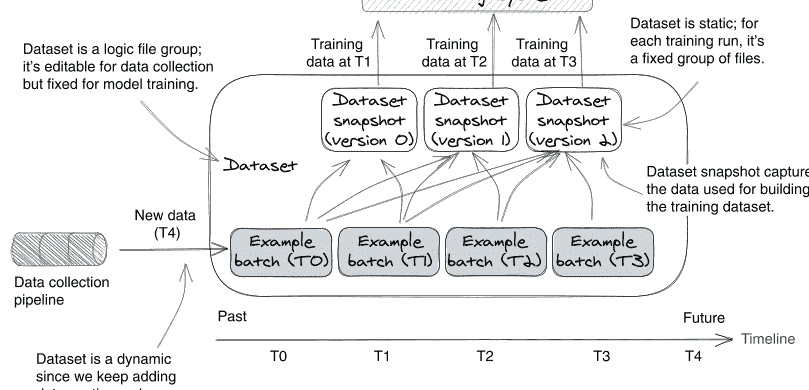 Dataset is static; for
each training run, it's
a fixed group of files.
Training
data at T1
Training
data at T2
Training
data at T3
Dataset is a logic file group;
it's editable for data collection
but fixed for model training.
Dataset
snapshot
(version 0)
Dataset
snapshot
(version 1)
Dataset
snapshot
(version 2)
Dataset
Dataset snapshot capture
the data used for building
the training dataset.
New data
(T4)
Example
batch (T0)
Example
batch (T1)
Example
batch (T2)
Example
batch (T3)
Data collection
pipeline
Past
Future
Timeline
T0
T1
T2
T3
T4
Dataset is a dynamic
since we keep adding